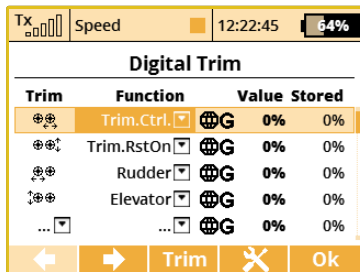 Tx Speed 12:22:45 64%
Digital Trim
Trim Function Value Stored
Trim.Ctrl. G 0% 0%
Trim.RstOn G 0% 0%
Rudder G 0% 0%
Elevator G 0% 0%
... ... G 0% 0%
Trim Ok